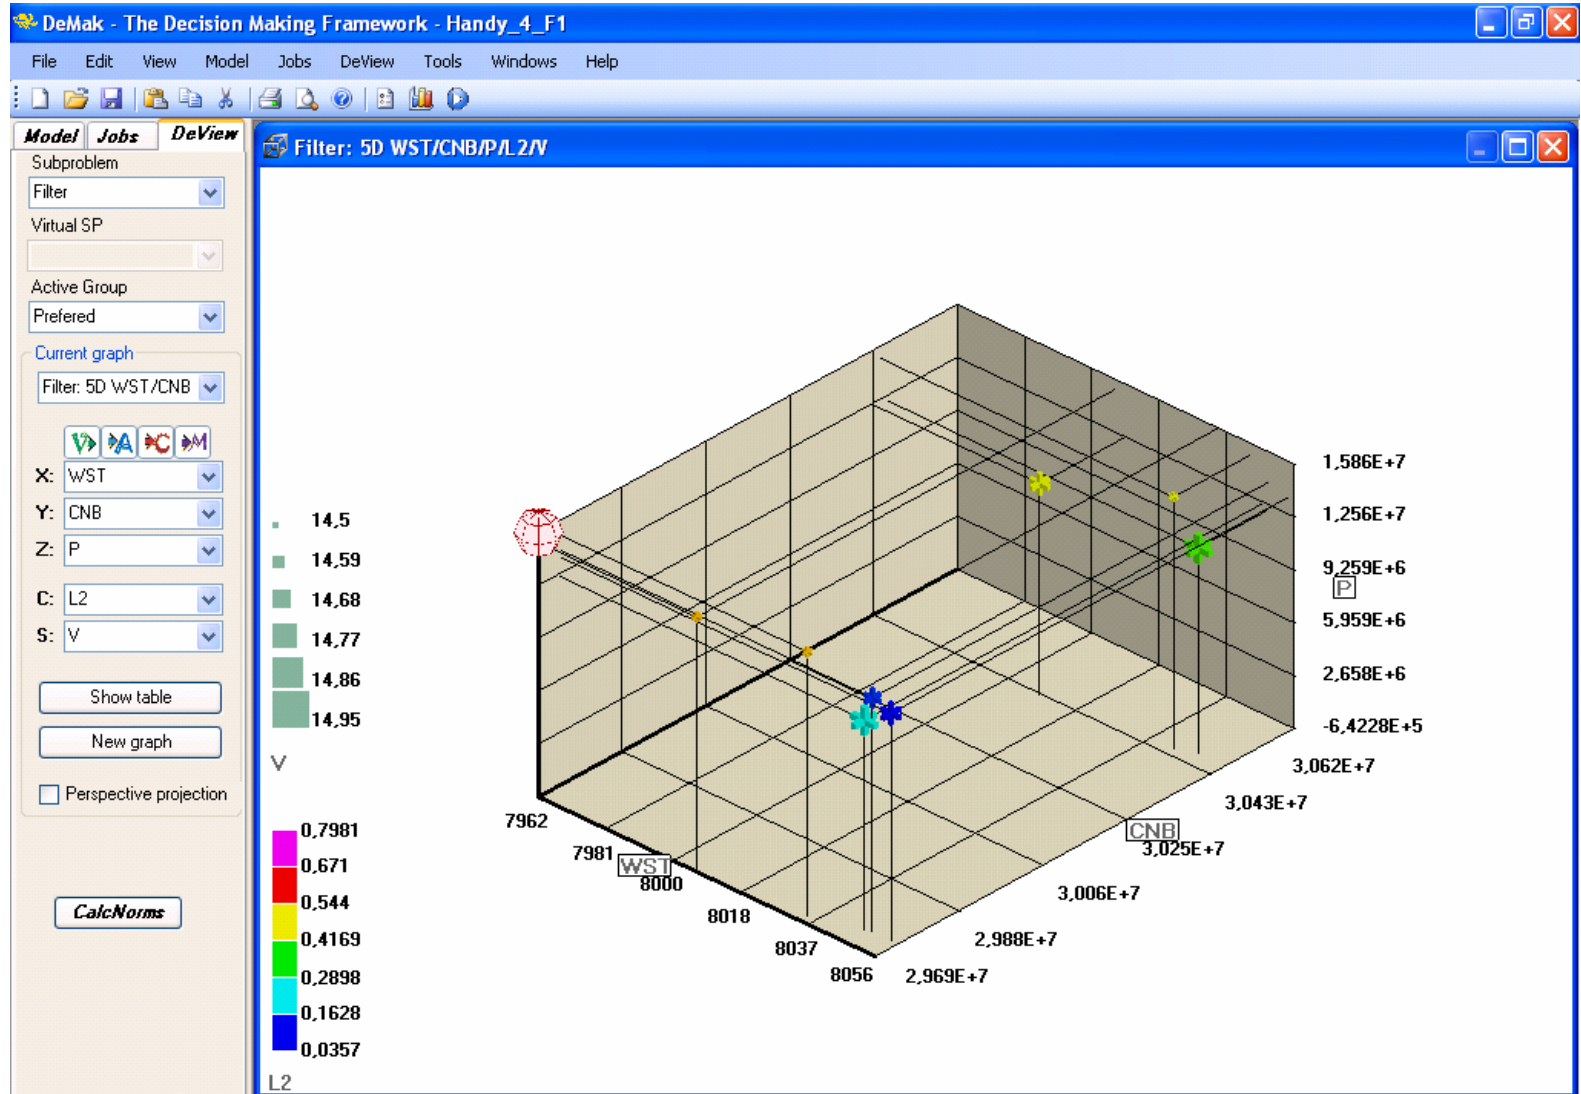 DeMak - The Decision Making Framework - Handy_4_F1
File Edit View Model Jobs DeView Tools Windows Help
Model Jobs DeView
Subproblem
Filter
Virtual SP
Active Group
Prefered
Current graph
Filter: 5D WST/CNB
V A C M
X: WST
Y: CNB
Z: P
C: L2
S: V
Show table
New graph
Perspective projection
CalcNorms
Filter: 5D WST/CNB/P/L2/V
14,5
14,59
14,68
14,77
14,86
14,95
V
0,7981
0,671
0,544
0,4169
0,2898
0,1628
0,0357
L2
7962
7981
WST
8000
8018
8037
8056
2,969E+7
2,988E+7
3,006E+7
CNB
3,025E+7
3,043E+7
3,062E+7
1,586E+7
1,256E+7
9,259E+6
P
5,959E+6
2,658E+6
-6,4228E+5